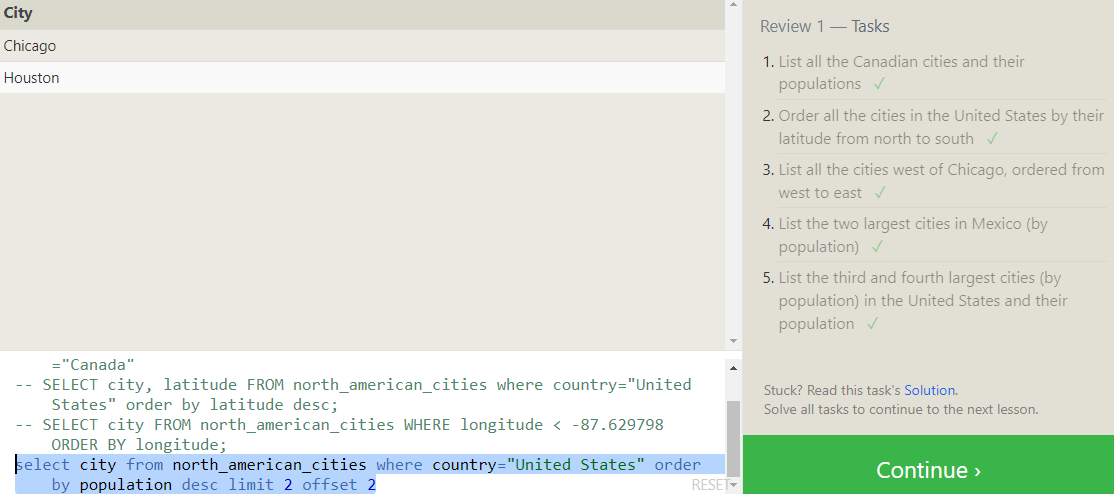 City
Chicago
Houston
="Canada"
-- SELECT city, latitude FROM north_american_cities where country="United
States" order by latitude desc;
-- SELECT city FROM north_american_cities WHERE longitude < -87.629798
ORDER BY longitude;
select city from north_american_cities where country="United States" order
by population desc limit 2 offset 2
RESET
Review 1 — Tasks
1. List all the Canadian cities and their
populations ✓
2. Order all the cities in the United States by their
latitude from north to south ✓
3. List all the cities west of Chicago, ordered from
west to east ✓
4. List the two largest cities in Mexico (by
population) ✓
5. List the third and fourth largest cities (by
population) in the United States and their
population ✓
Stuck? Read this task's Solution.
Solve all tasks to continue to the next lesson.
Continue ›